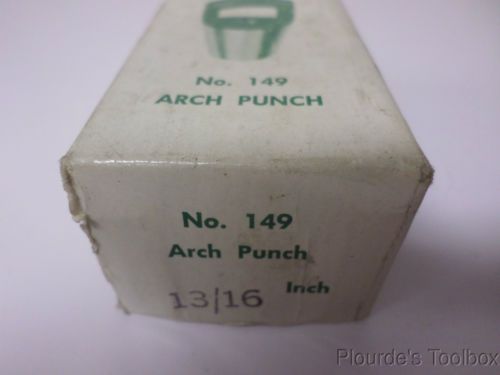 No. 149
ARCH PUNCH
No. 149
Arch Punch
13/16 Inch
Plourde's Toolbox